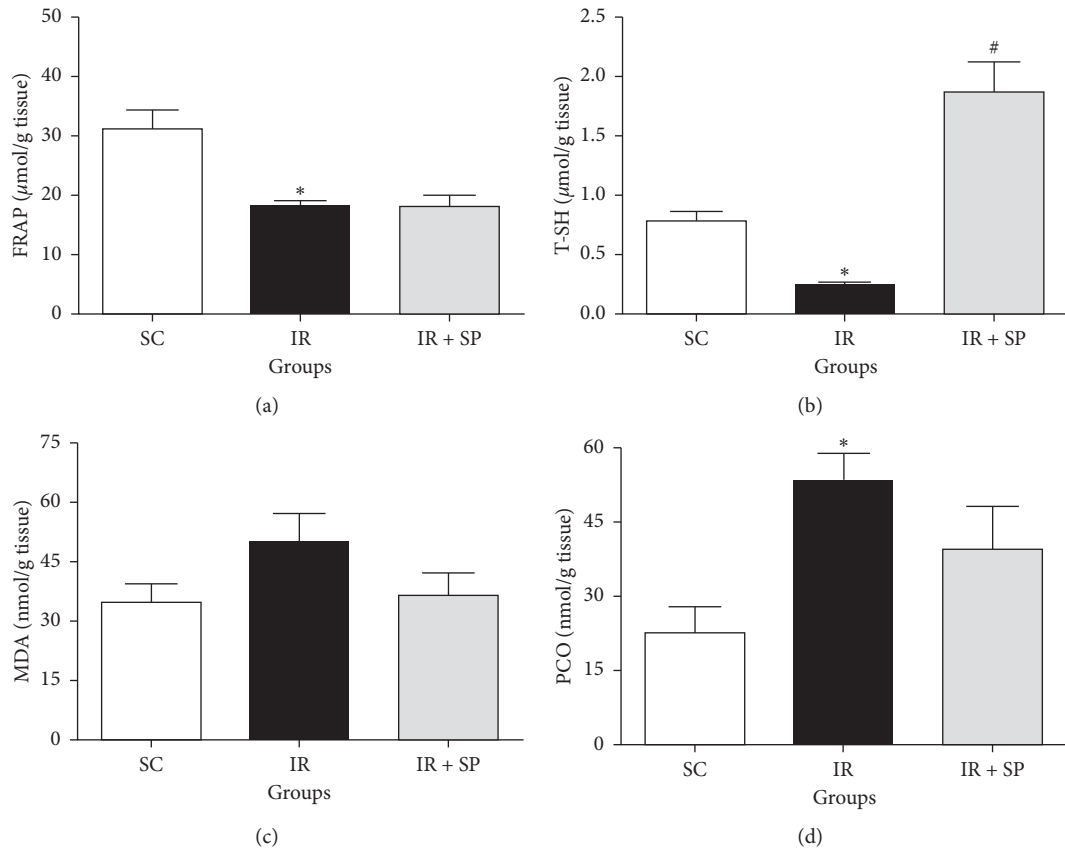 50
40
30
20
10
0
FRAP (μmol/g tissue)
*
SC
IR
IR + SP
Groups
(a)
2.5
2.0
1.5
1.0
0.5
0.0
T-SH (μmol/g tissue)
*
#
SC
IR
IR + SP
Groups
(b)
75
60
45
30
15
0
MDA (nmol/g tissue)
SC
IR
IR + SP
Groups
(c)
60
45
30
15
0
PCO (nmol/g tissue)
*
SC
IR
IR + SP
Groups
(d)